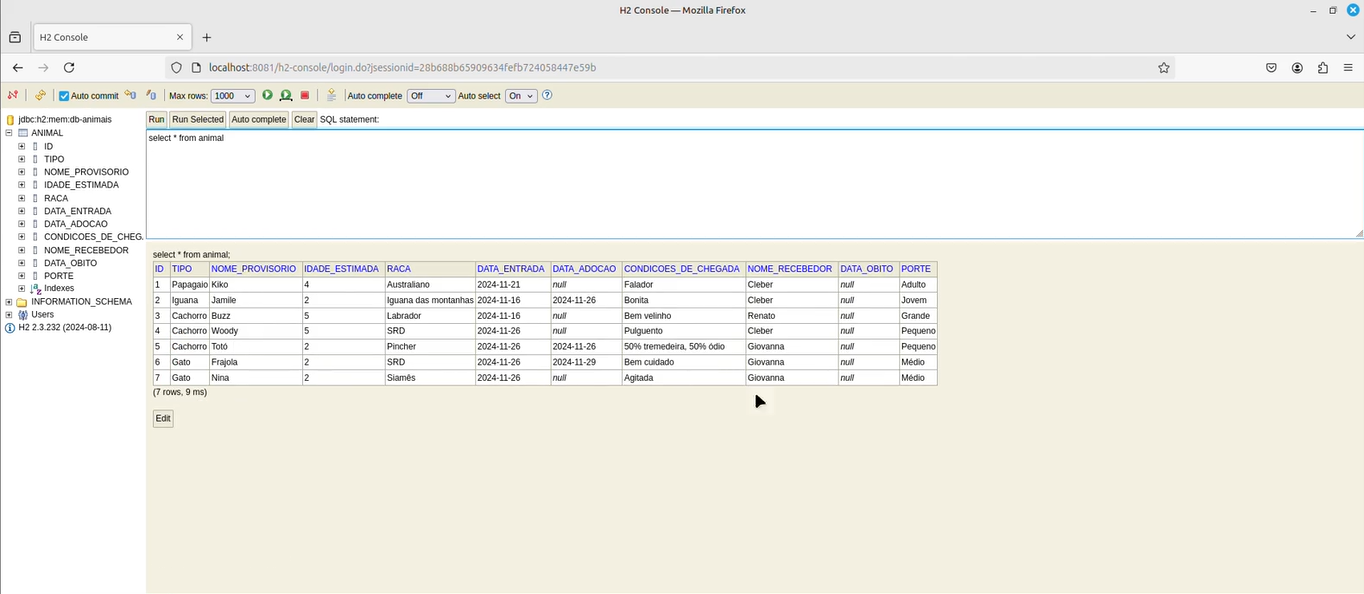 H2 Console — Mozilla Firefox
H2 Console
localhost:8081/h2-console/login.do?jsessionid=28b688b65909634fefb724058447e59b
Auto commit Max rows: 1000 Auto complete Off Auto select On
jdbc:h2:mem:db-animais
ANIMAL
ID
TIPO
NOME_PROVISORIO
IDADE_ESTIMADA
RACA
DATA_ENTRADA
DATA_ADOCAO
CONDICOES_DE_CHEG.
NOME_RECEBEDOR
DATA_OBITO
PORTE
Indexes
INFORMATION_SCHEMA
Users
H2 2.3.232 (2024-08-11)
Run Run Selected Auto complete Clear SQL statement:
select * from animal
select * from animal;
ID TIPO NOME_PROVISORIO IDADE_ESTIMADA RACA DATA_ENTRADA DATA_ADOCAO CONDICOES_DE_CHEGADA NOME_RECEBEDOR DATA_OBITO PORTE
1 Papagaio Kiko 4 Australiano 2024-11-21 null Falador Cleber null Adulto
2 Iguana Jamile 2 Iguana das montanhas 2024-11-16 2024-11-26 Bonita Cleber null Jovem
3 Cachorro Buzz 5 Labrador 2024-11-16 null Bem velinho Renato null Grande
4 Cachorro Woody 5 SRD 2024-11-26 null Pulguento Cleber null Pequeno
5 Cachorro Totó 2 Pincher 2024-11-26 2024-11-26 50% tremedeira, 50% ódio Giovanna null Pequeno
6 Gato Frajola 2 SRD 2024-11-26 2024-11-29 Bem cuidado Giovanna null Médio
7 Gato Nina 2 Siamês 2024-11-26 null Agitada Giovanna null Médio
(7 rows, 9 ms)
Edit